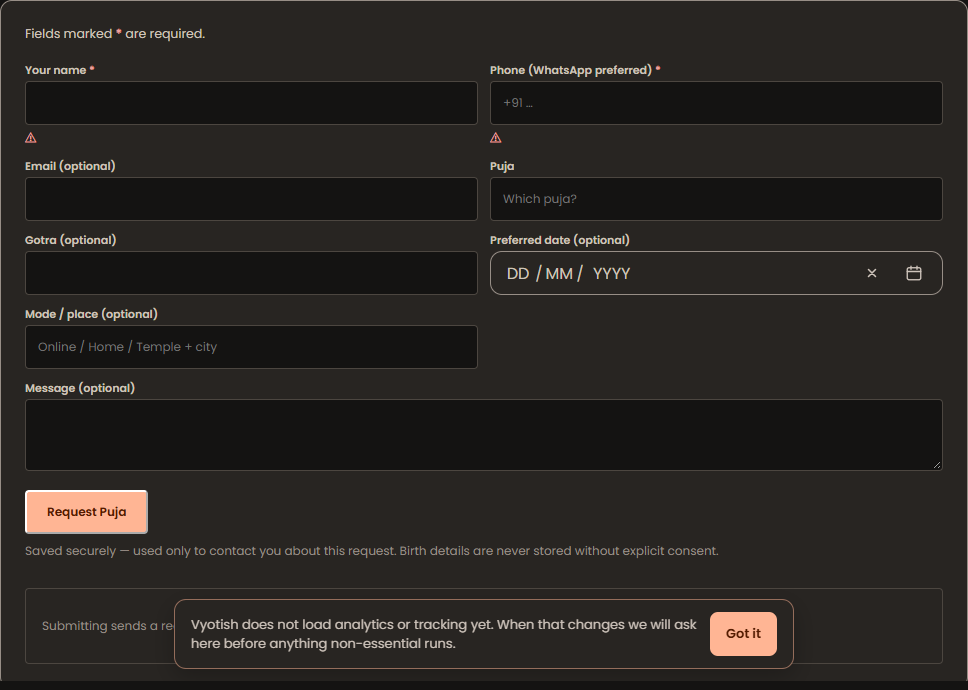 Fields marked * are required.
Your name *
Phone (WhatsApp preferred) *
+91 …
Email (optional)
Puja
Which puja?
Gotra (optional)
Preferred date (optional)
DD / MM / YYYY
Mode / place (optional)
Online / Home / Temple + city
Message (optional)
Request Puja
Saved securely — used only to contact you about this request. Birth details are never stored without explicit consent.
Submitting sends a
Vyotish does not load analytics or tracking yet. When that changes we will ask
here before anything non-essential runs.
Got it